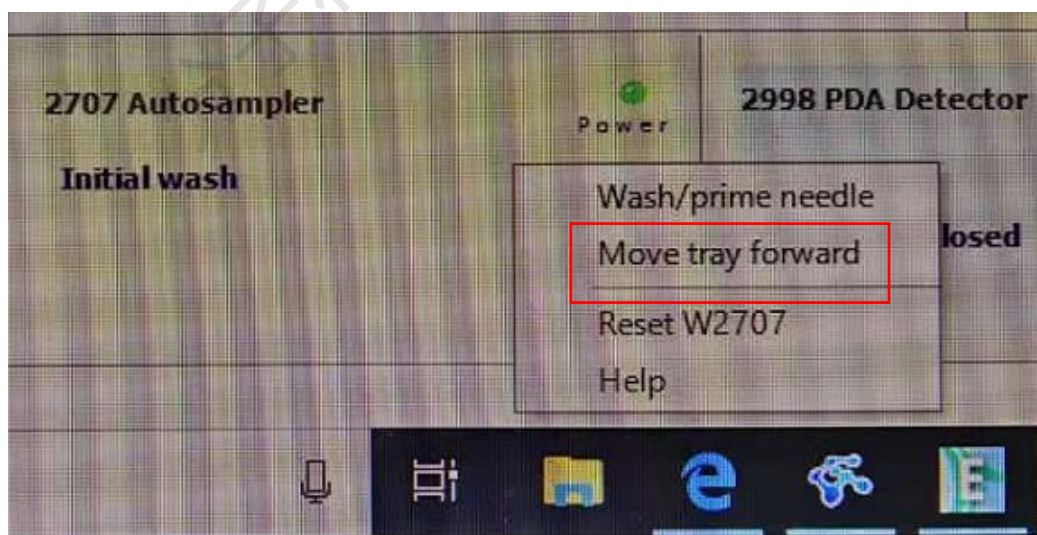 2707 Autosampler
Power
2998 PDA Detector
Initial wash
Wash/prime needle
Move tray forward
losed
Reset W2707
Help